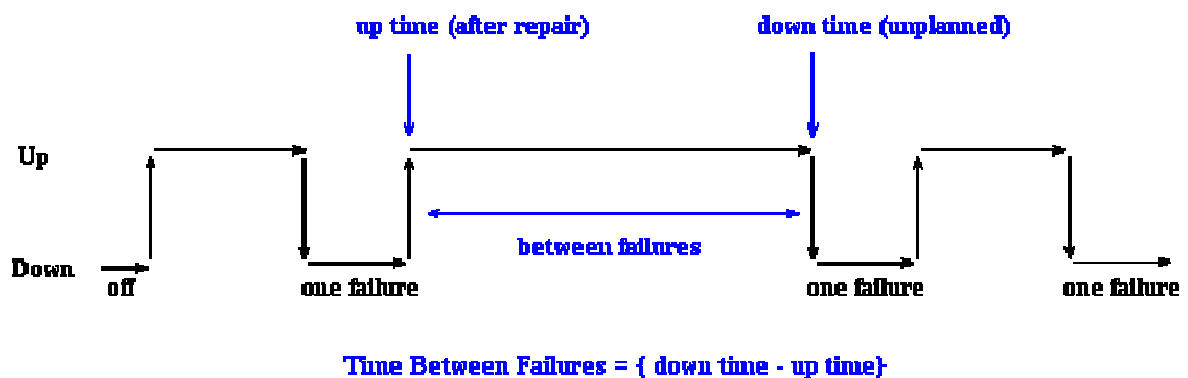 up time (after repair)
down time (unplanned)
Up
between failures
Down
off
one failure
one failure
one failure
Time Between Failures = { down time - up time}